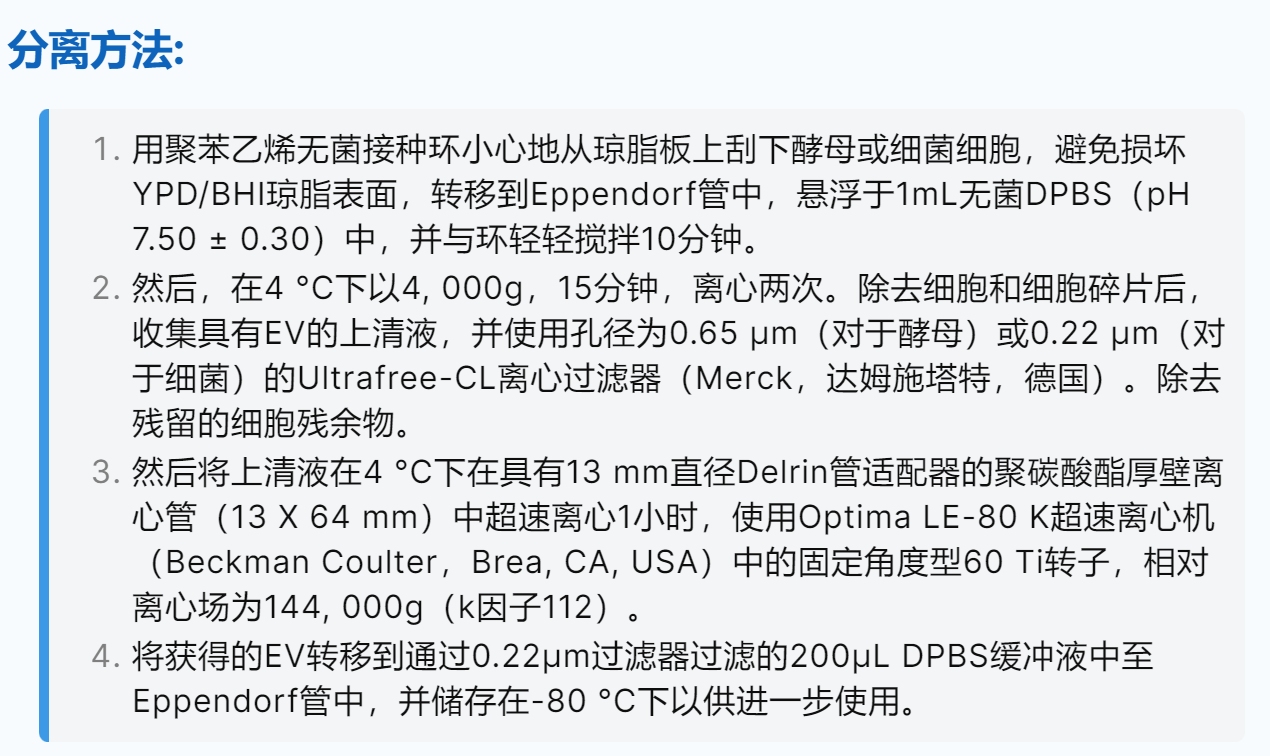 分离方法:
1. 用聚苯乙烯无菌接种环小心地从琼脂板上刮下酵母或细菌细胞，避免损坏
YPD/BHI琼脂表面，转移到Eppendorf管中，悬浮于1mL无菌DPBS（pH
7.50 ± 0.30）中，并与环轻轻搅拌10分钟。
2. 然后，在4 °C下以4, 000g，15分钟，离心两次。除去细胞和细胞碎片后，
收集具有EV的上清液，并使用孔径为0.65 μm（对于酵母）或0.22 μm（对
于细菌）的Ultrafree-CL离心过滤器（Merck，达姆施塔特，德国）。除去
残留的细胞残余物。
3. 然后将上清液在4 °C下在具有13 mm直径Delrin管适配器的聚碳酸酯厚壁离
心管（13 X 64 mm）中超速离心1小时，使用Optima LE-80 K超速离心机
（Beckman Coulter，Brea, CA, USA）中的固定角度型60 Ti转子，相对
离心场为144, 000g（k因子112）。
4. 将获得的EV转移到通过0.22μm过滤器过滤的200μL DPBS缓冲液中至
Eppendorf管中，并储存在-80 °C下以供进一步使用。